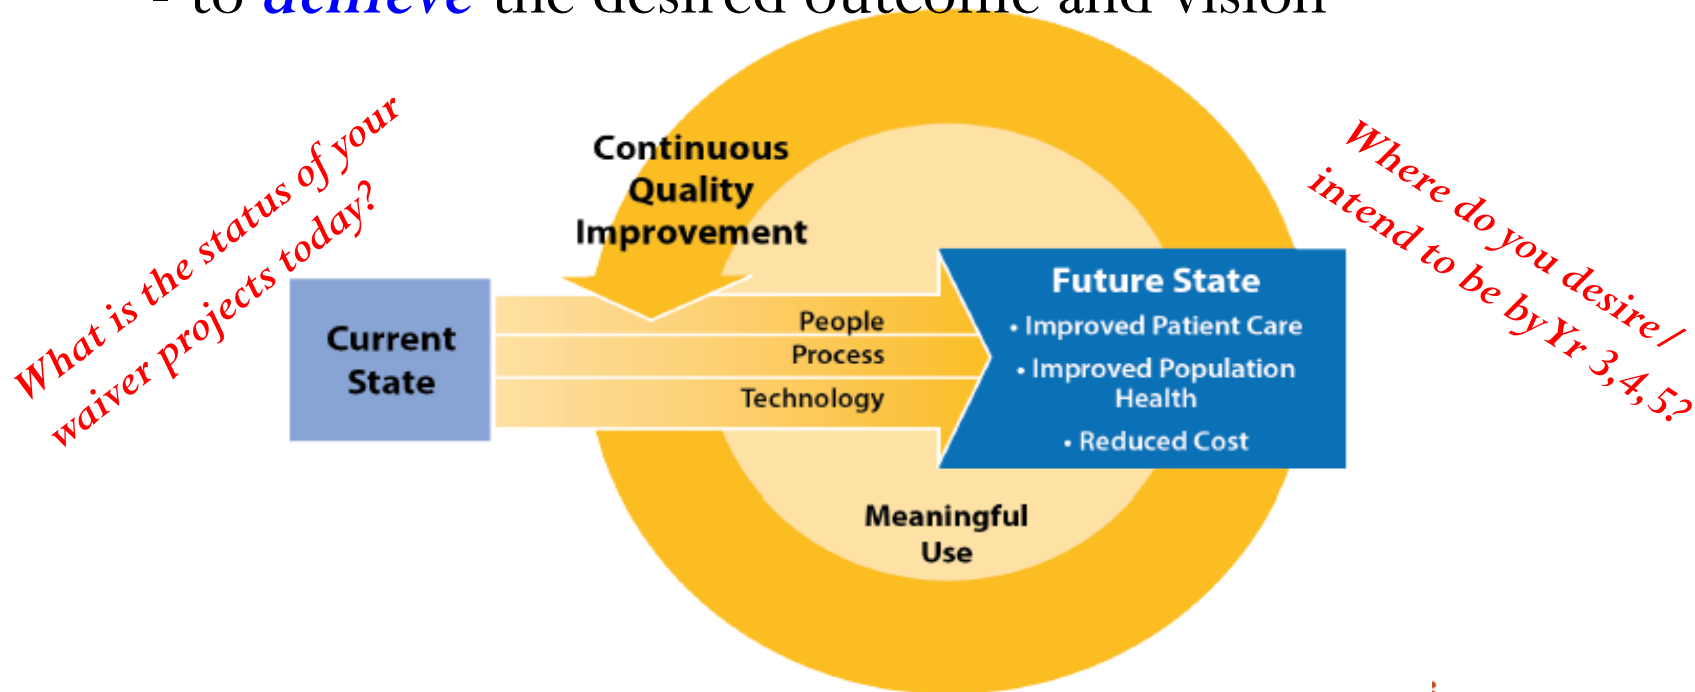 - to achieve the desired outcome and vision
What is the status of your
waiver projects today?
Continuous
Quality
Improvement
Where do you desire/
intend to be by Yr 3,4,5?
Current
State
People
Process
Technology
Future State
• Improved Patient Care
• Improved Population
Health
• Reduced Cost
Meaningful
Use